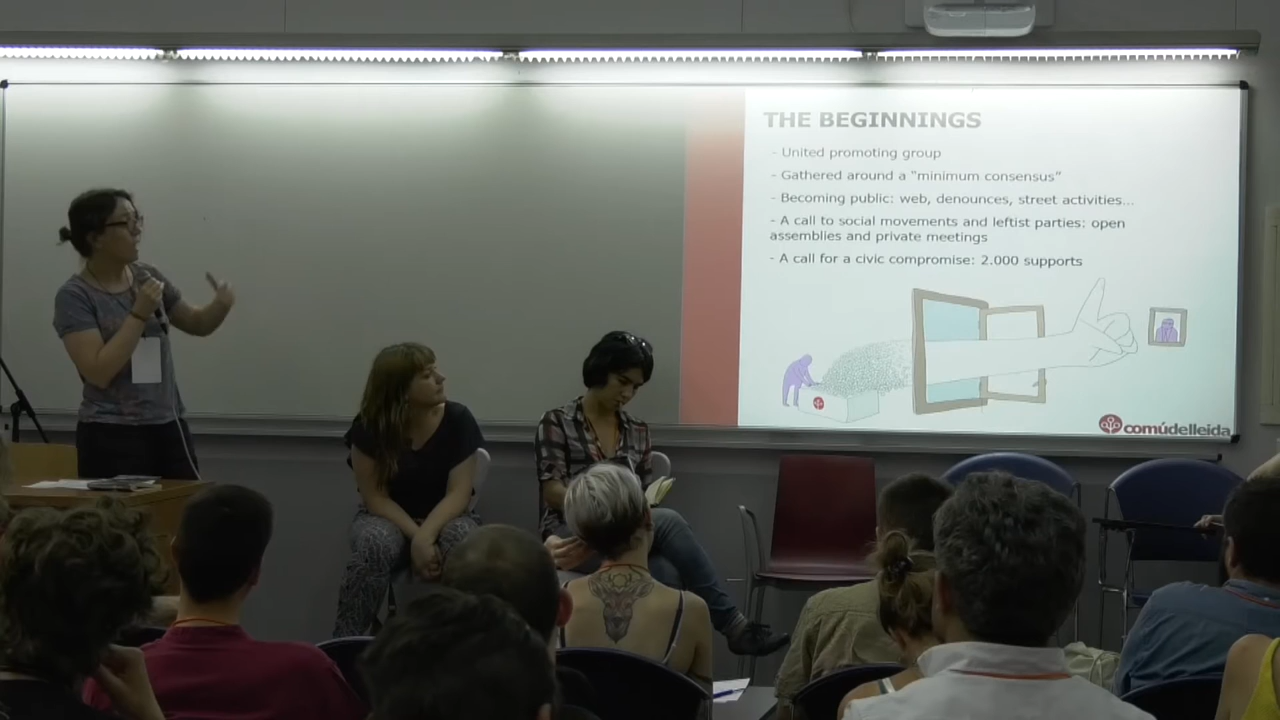 THE BEGINNINGS
- United promoting group
- Gathered around a “minimum consensus”
- Becoming public: web, denounces, street activities...
- A call to social movements and leftist parties: open
assemblies and private meetings
- A call for a civic compromise: 2.000 supports
comúdelleida